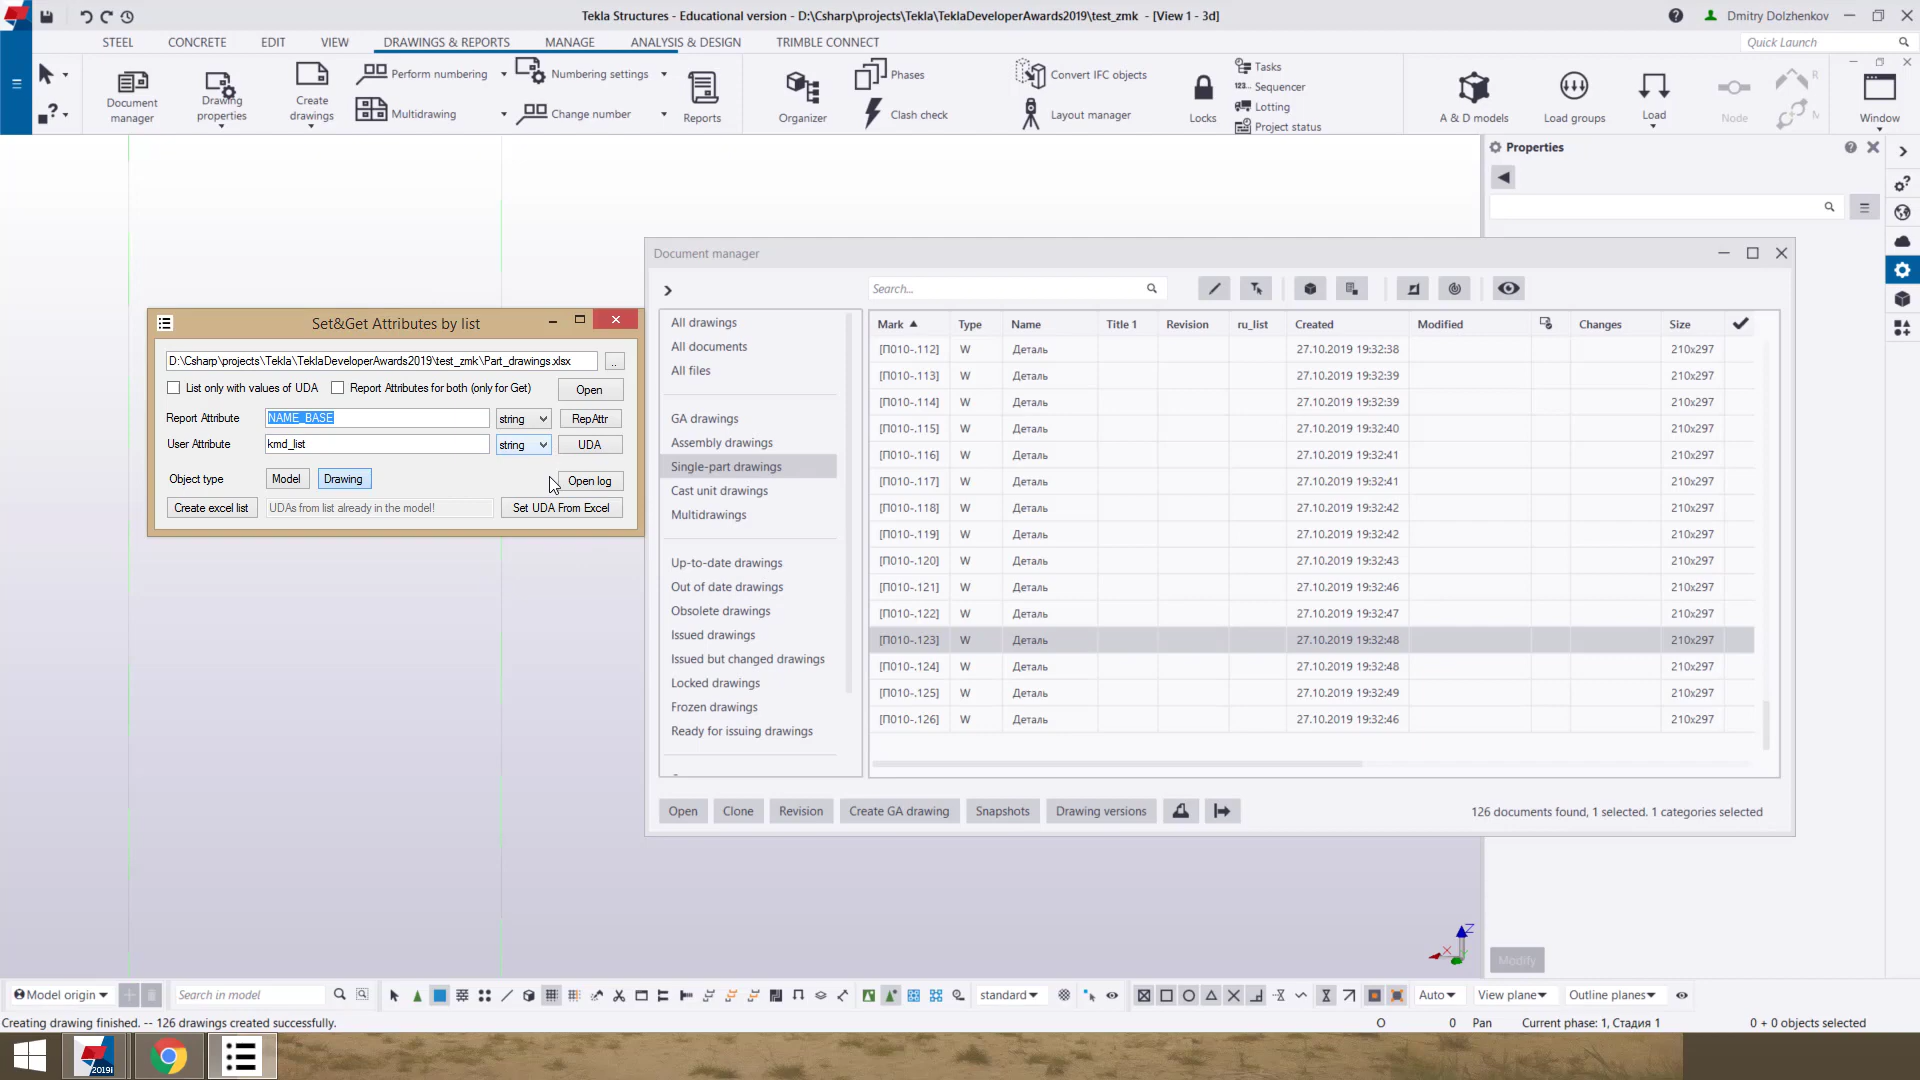 Tekla Structures - Educational version - D:\Csharp\projects\Tekla\TeklaDeveloperAwards2019\test_zmk - [View 1 - 3d]
Dmitry Dolzhenkov
STEEL CONCRETE EDIT VIEW DRAWINGS & REPORTS MANAGE ANALYSIS & DESIGN TRIMBLE CONNECT
Quick Launch
Document manager
Drawing properties
Create drawings
Perform numbering
Multidrawing
Numbering settings
Change number
Reports
Organizer
Phases
Clash check
Convert IFC objects
Layout manager
Locks
Tasks
Sequencer
Lotting
Project status
A & D models
Load groups
Load
Node
R
M
Window
Properties
Document manager
Search...
All drawings
All documents
All files
GA drawings
Assembly drawings
Single-part drawings
Cast unit drawings
Multidrawings
Up-to-date drawings
Out of date drawings
Obsolete drawings
Issued drawings
Issued but changed drawings
Locked drawings
Frozen drawings
Ready for issuing drawings
Mark Type Name Title 1 Revision ru_list Created Modified Changes Size
[П010-.112] W Деталь 27.10.2019 19:32:38 210x297
[П010-.113] W Деталь 27.10.2019 19:32:39 210x297
[П010-.114] W Деталь 27.10.2019 19:32:39 210x297
[П010-.115] W Деталь 27.10.2019 19:32:40 210x297
[П010-.116] W Деталь 27.10.2019 19:32:41 210x297
[П010-.117] W Деталь 27.10.2019 19:32:41 210x297
[П010-.118] W Деталь 27.10.2019 19:32:42 210x297
[П010-.119] W Деталь 27.10.2019 19:32:42 210x297
[П010-.120] W Деталь 27.10.2019 19:32:43 210x297
[П010-.121] W Деталь 27.10.2019 19:32:46 210x297
[П010-.122] W Деталь 27.10.2019 19:32:47 210x297
[П010-.123] W Деталь 27.10.2019 19:32:48 210x297
[П010-.124] W Деталь 27.10.2019 19:32:48 210x297
[П010-.125] W Деталь 27.10.2019 19:32:49 210x297
[П010-.126] W Деталь 27.10.2019 19:32:46 210x297
Open Clone Revision Create GA drawing Snapshots Drawing versions
126 documents found, 1 selected. 1 categories selected
Set&Get Attributes by list
D:\Csharp\projects\Tekla\TeklaDeveloperAwards2019\test_zmk\Part_drawings.xlsx ..
List only with values of UDA Report Attributes for both (only for Get) Open
Report Attribute NAME_BASE string RepAttr
User Attribute kmd_list string UDA
Object type Model Drawing Open log
Create excel list UDAs from list already in the model! Set UDA From Excel
Z
X
Modify
Model origin Search in model standard Auto View plane Outline planes
Creating drawing finished. -- 126 drawings created successfully. O 0 Pan Current phase: 1, Стадия 1 0 + 0 objects selected
2019i